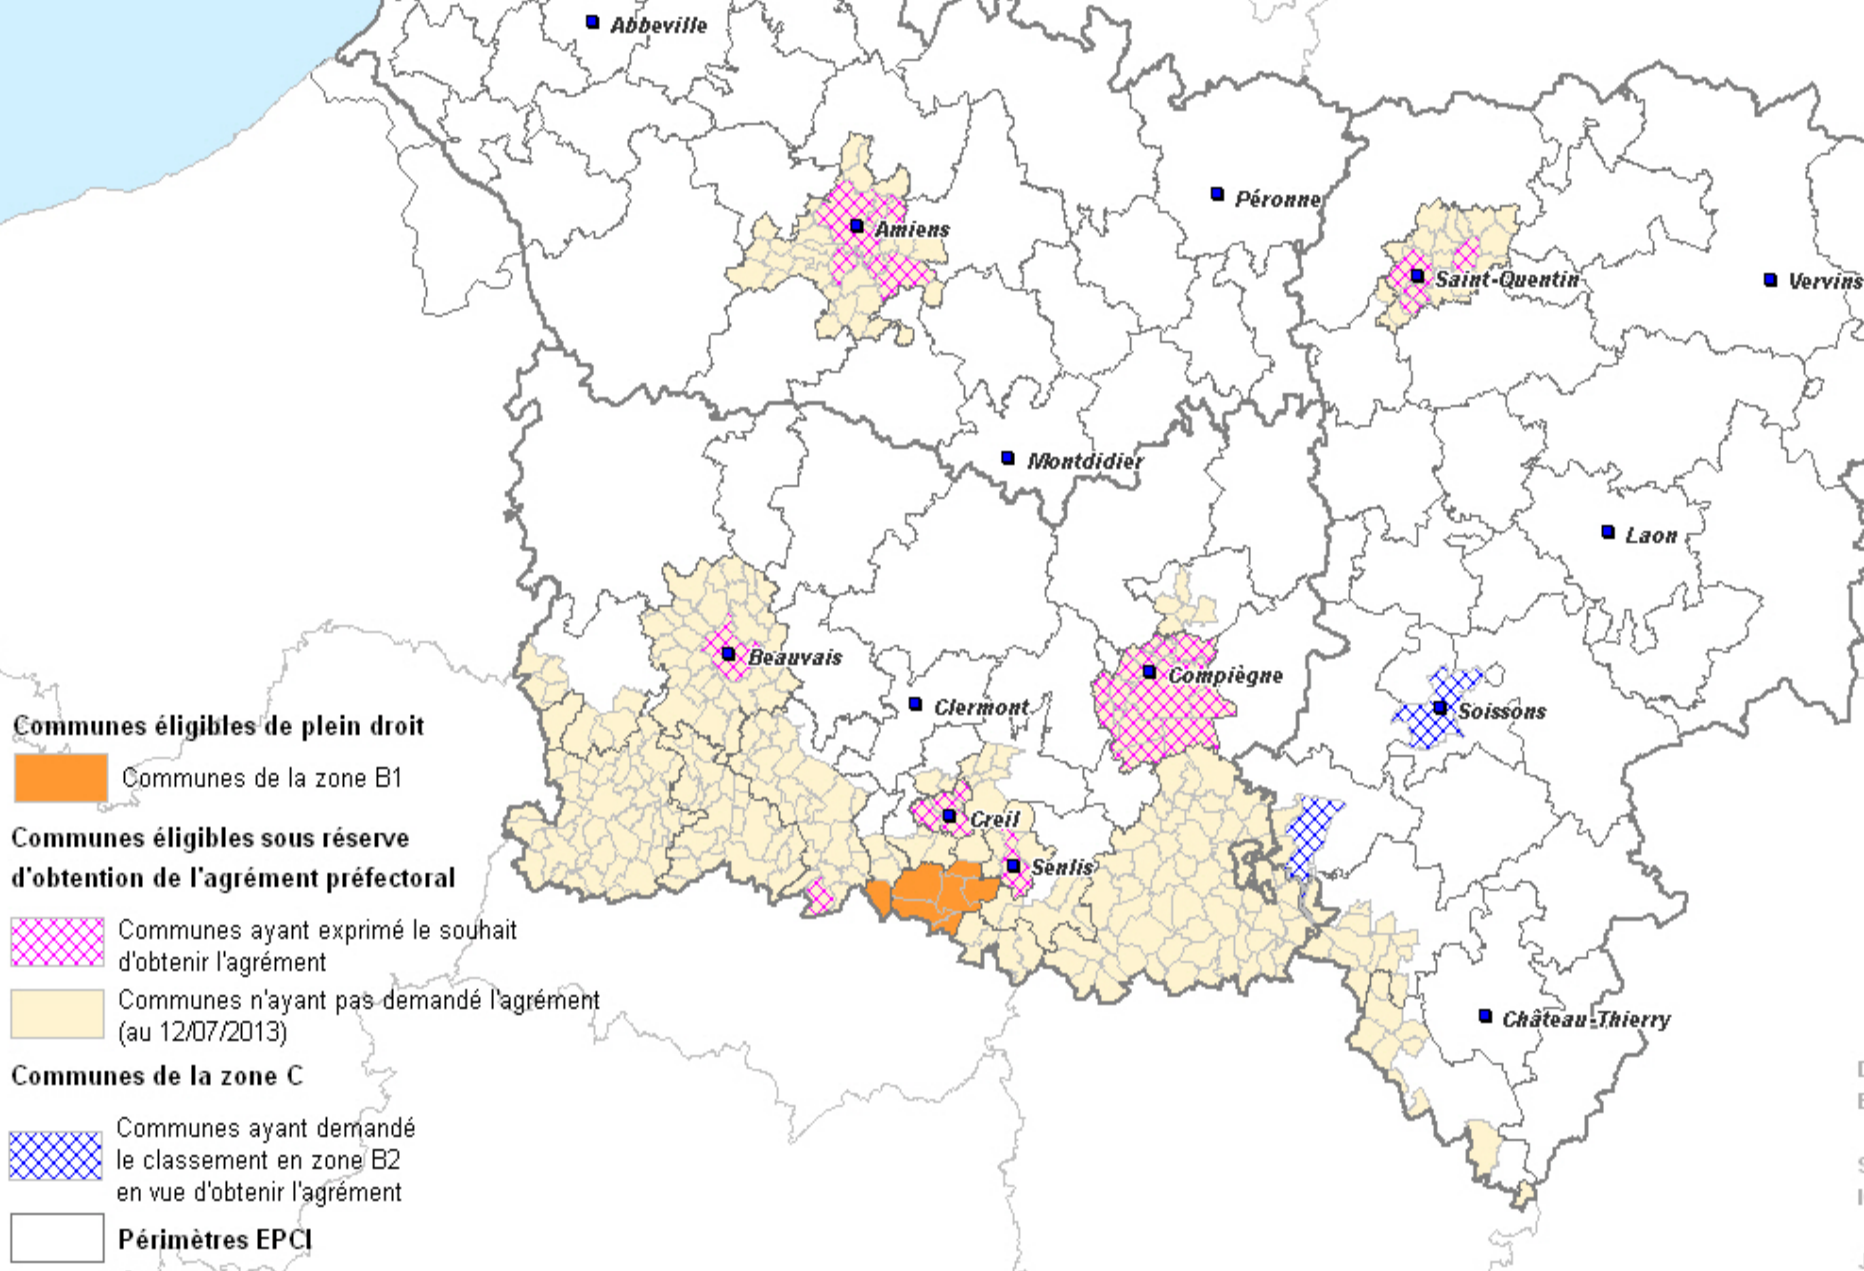 Abbeville
Péronne
Amiens
Saint-Quentin
Vervins
Montdidier
Laon
Beauvais
Compiègne
Clermont
Soissons
Creil
Senlis
Château-Thierry
Communes éligibles de plein droit
Communes de la zone B1
Communes éligibles sous réserve
d'obtention de l'agrément préfectoral
Communes ayant exprimé le souhait
d'obtenir l'agrément
Communes n'ayant pas demandé l'agrément
(au 12/07/2013)
Communes de la zone C
Communes ayant demandé
le classement en zone B2
en vue d'obtenir l'agrément
Périmètres EPCI